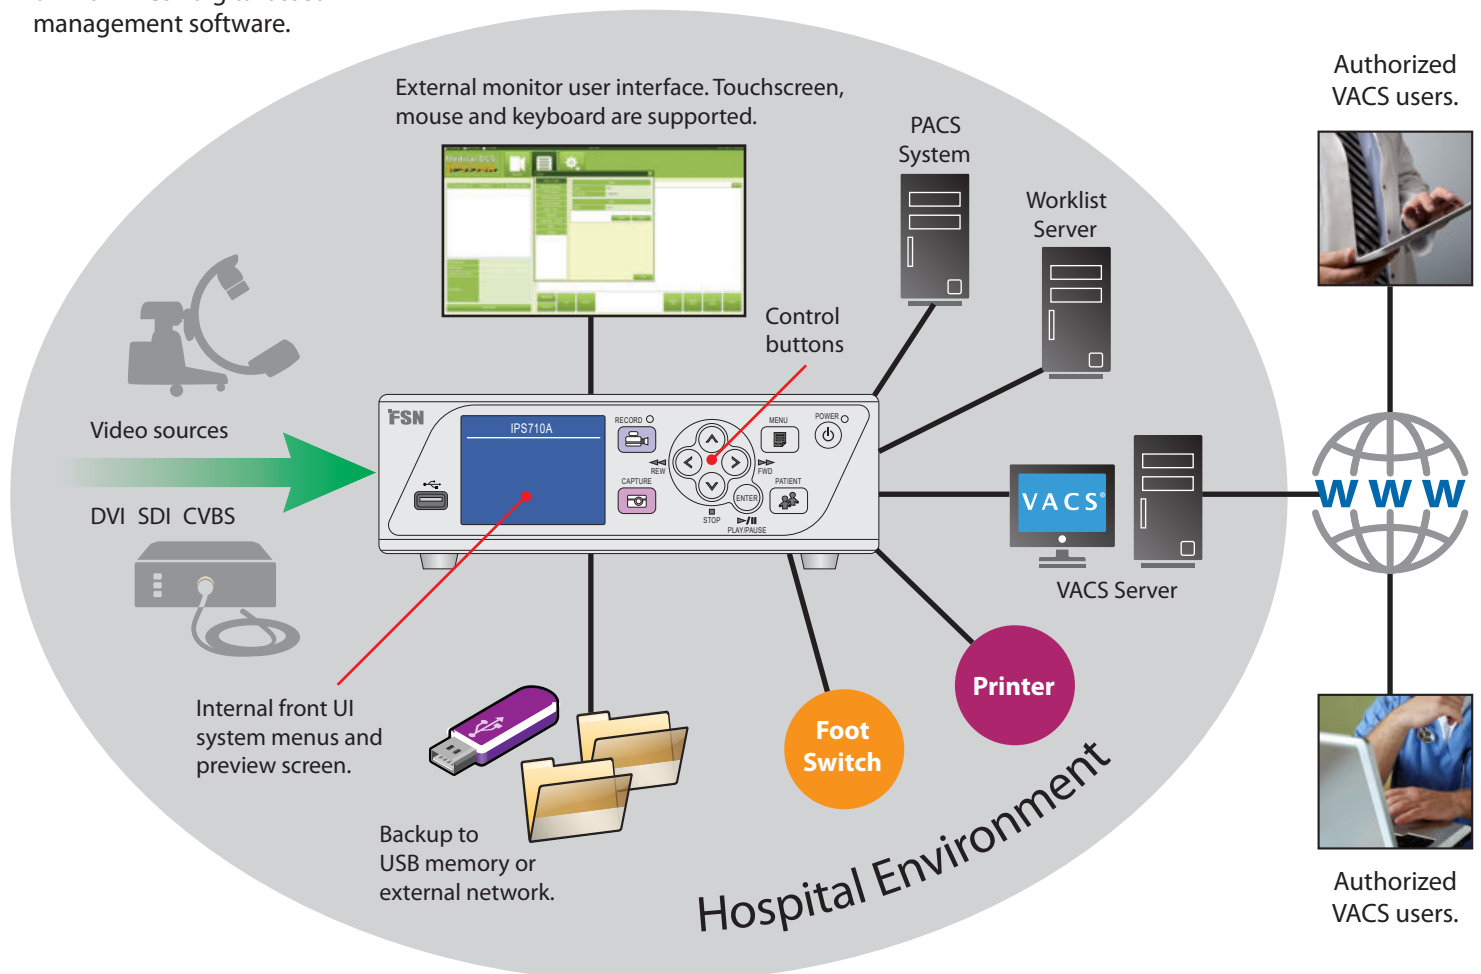 management software.
External monitor user interface. Touchscreen,
mouse and keyboard are supported.
Authorized
VACS users.
PACS
System
Worklist
Server
Control
buttons
Video sources
DVI SDI CVBS
FSN
IPS710A
RECORD
CAPTURE
REW
FWD
STOP
ENTER
PLAY/PAUSE
MENU
PATIENT
POWER
VACS®
VACS Server
WWW
Internal front UI
system menus and
preview screen.
Backup to
USB memory or
external network.
Foot
Switch
Printer
Hospital Environment
Authorized
VACS users.